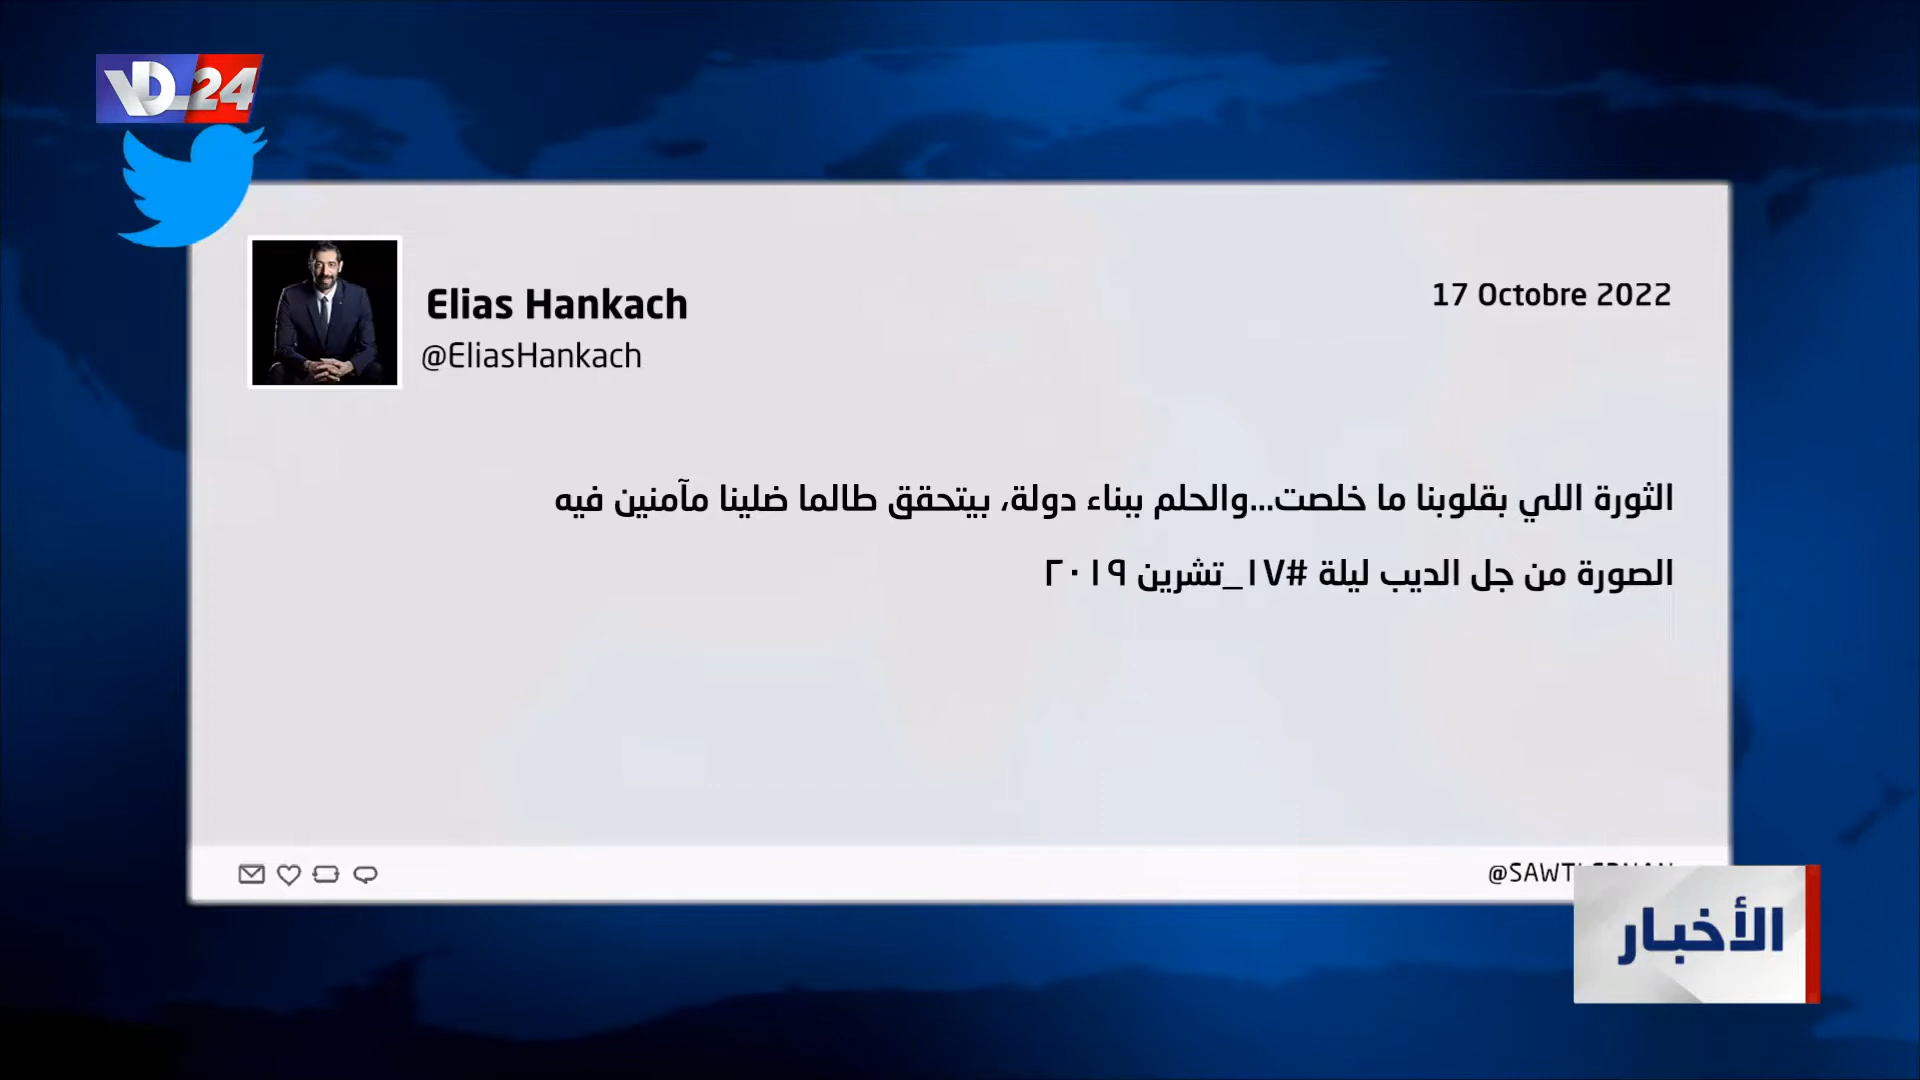 VDL24
Elias Hankach
@EliasHankach
17 Octobre 2022
الثورة اللي بقلوبنا ما خلصت...والحلم ببناء دولة، بيتحقق طالما ضلينا مآمنين فيه
الصورة من جل الديب ليلة #١٧_تشرين ٢٠١٩
الأخبار